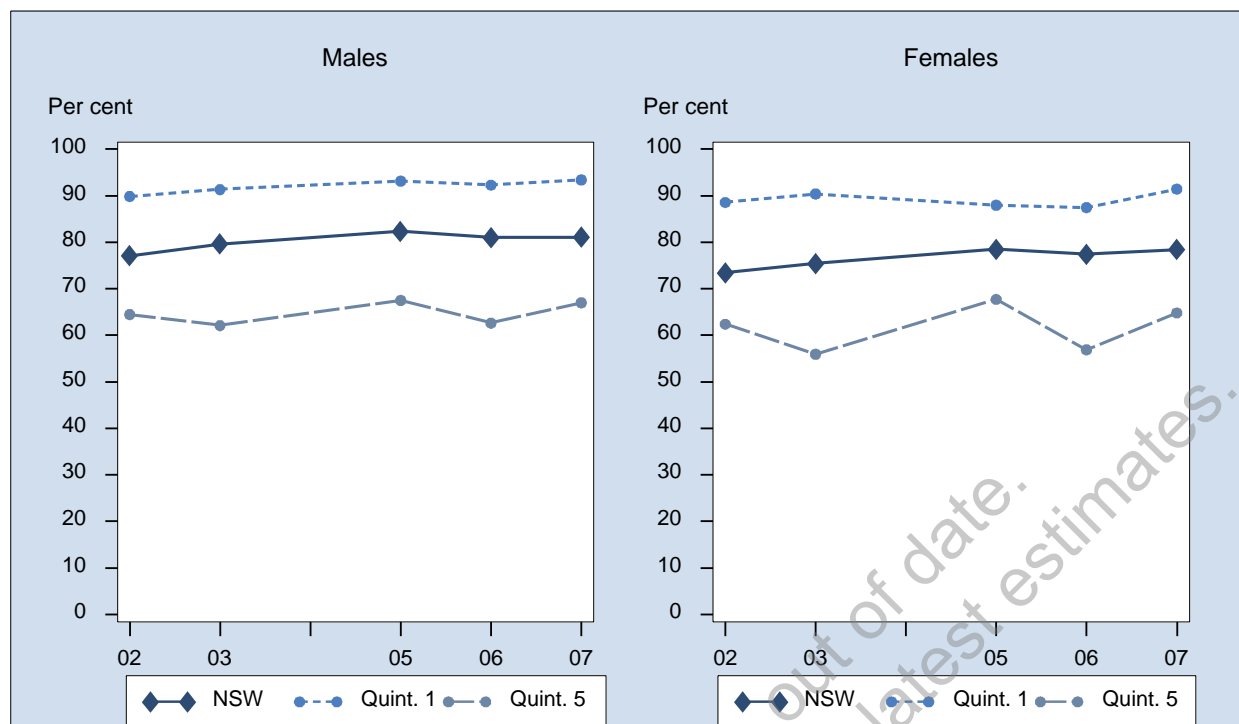 Males
Females
Per cent
Per cent
100
90
80
70
60
50
40
30
20
10
0
100
90
80
70
60
50
40
30
20
10
0
02 03 05 06 07
02 03 05 06 07
NSW Quint. 1 Quint. 5
NSW Quint. 1 Quint. 5
out of date.
latest estimates.